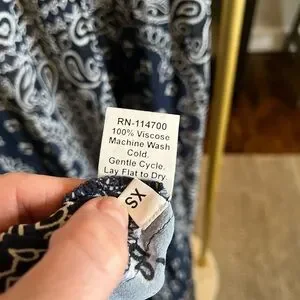 RN-114700
100% Viscose
Machine Wash
Cold.
Gentle Cycle.
Lay Flat to Dry.
XS